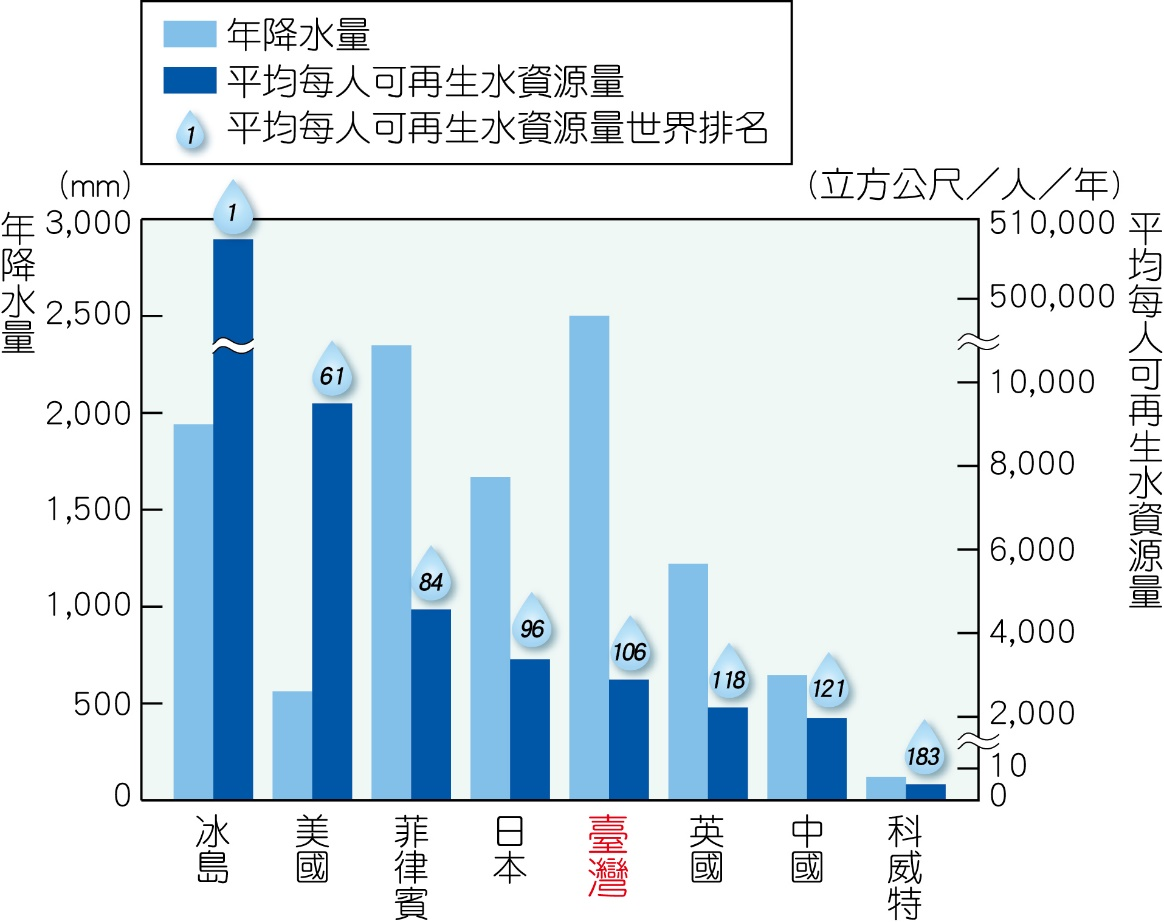 年降水量
平均每人可再生水資源量
1 平均每人可再生水資源量世界排名
(mm)
年降水量
3,000
2,500
2,000
1,500
1,000
500
0
(立方公尺／人／年)
平均每人可再生水資源量
510,000
500,000
10,000
8,000
6,000
4,000
2,000
10
0
1
61
84
96
106
118
121
183
冰島
美國
菲律賓
日本
臺灣
英國
中國
科威特